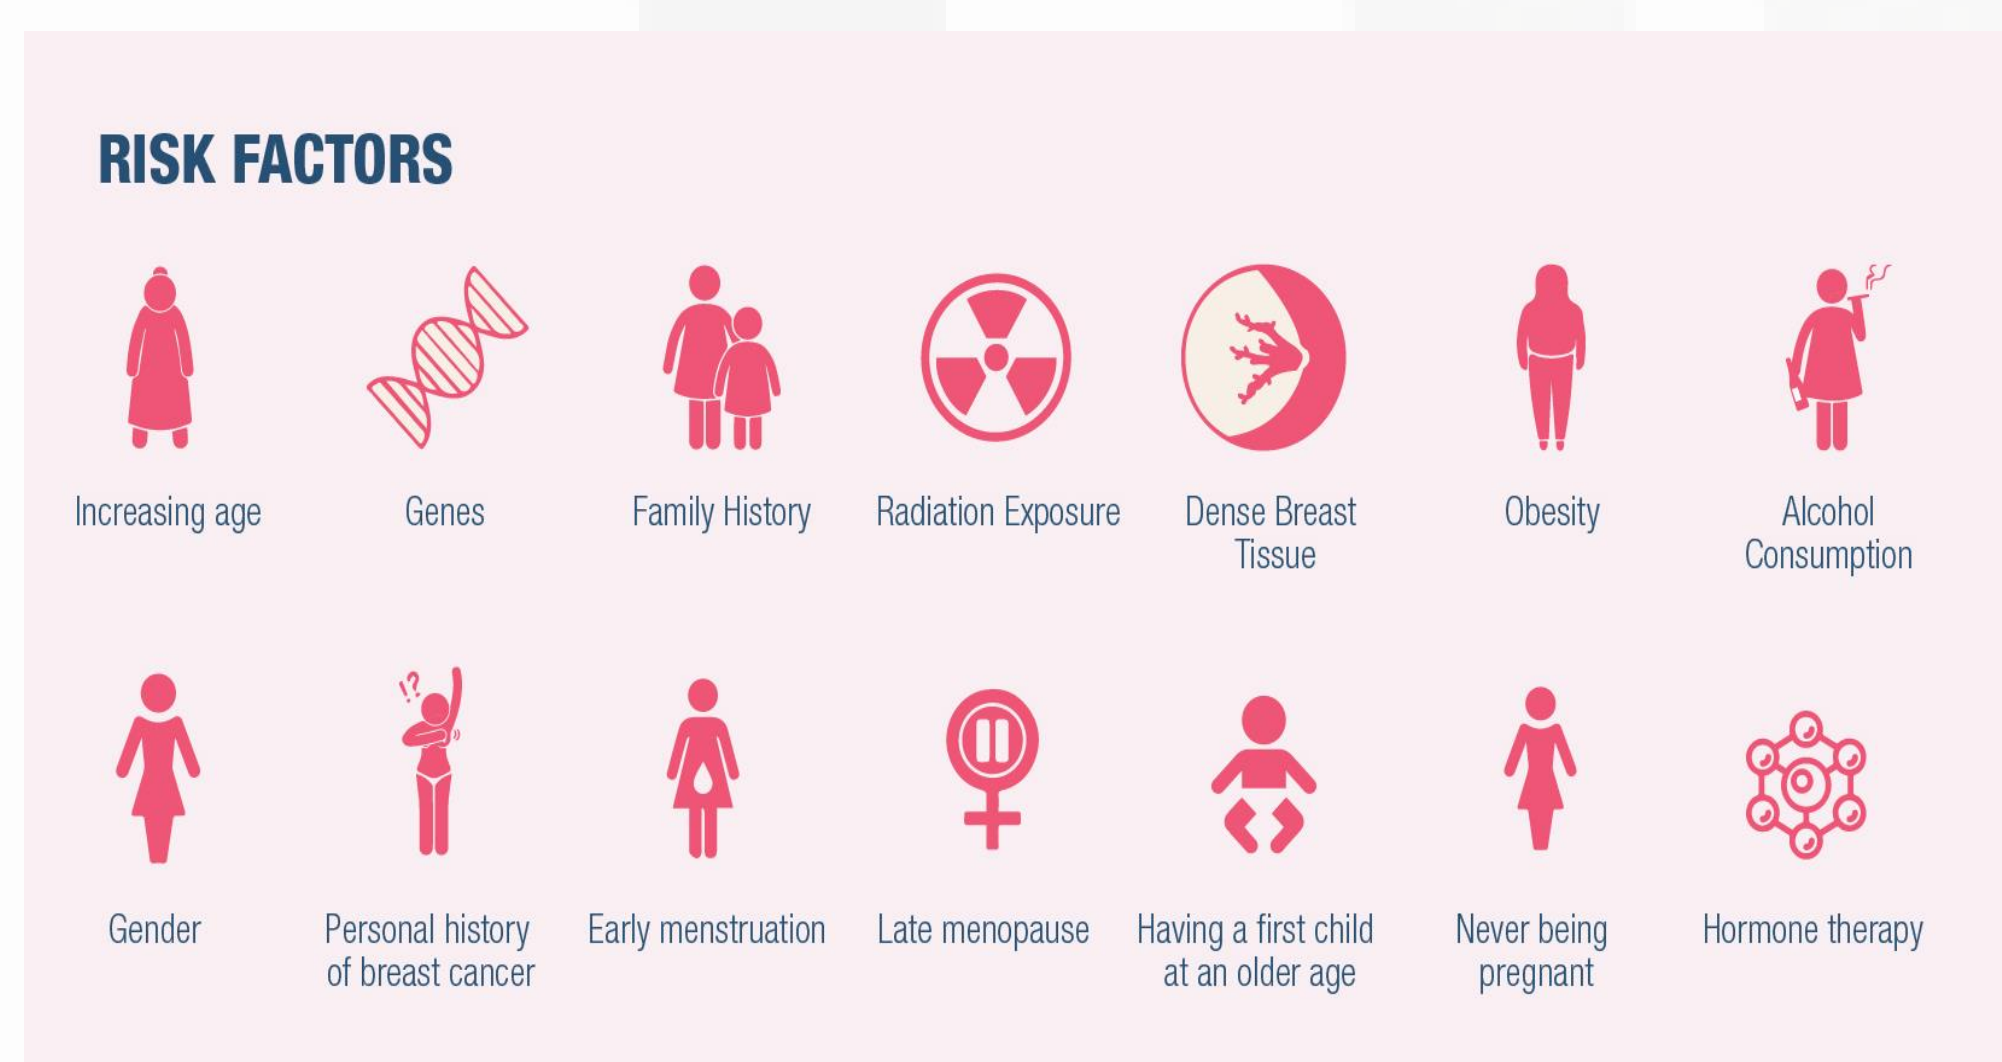 RISK FACTORS
Increasing age
Genes
Family History
Radiation Exposure
Dense Breast
Tissue
Obesity
Alcohol
Consumption
!?
Gender
Personal history
of breast cancer
Early menstruation
Late menopause
Having a first child
at an older age
Never being
pregnant
Hormone therapy